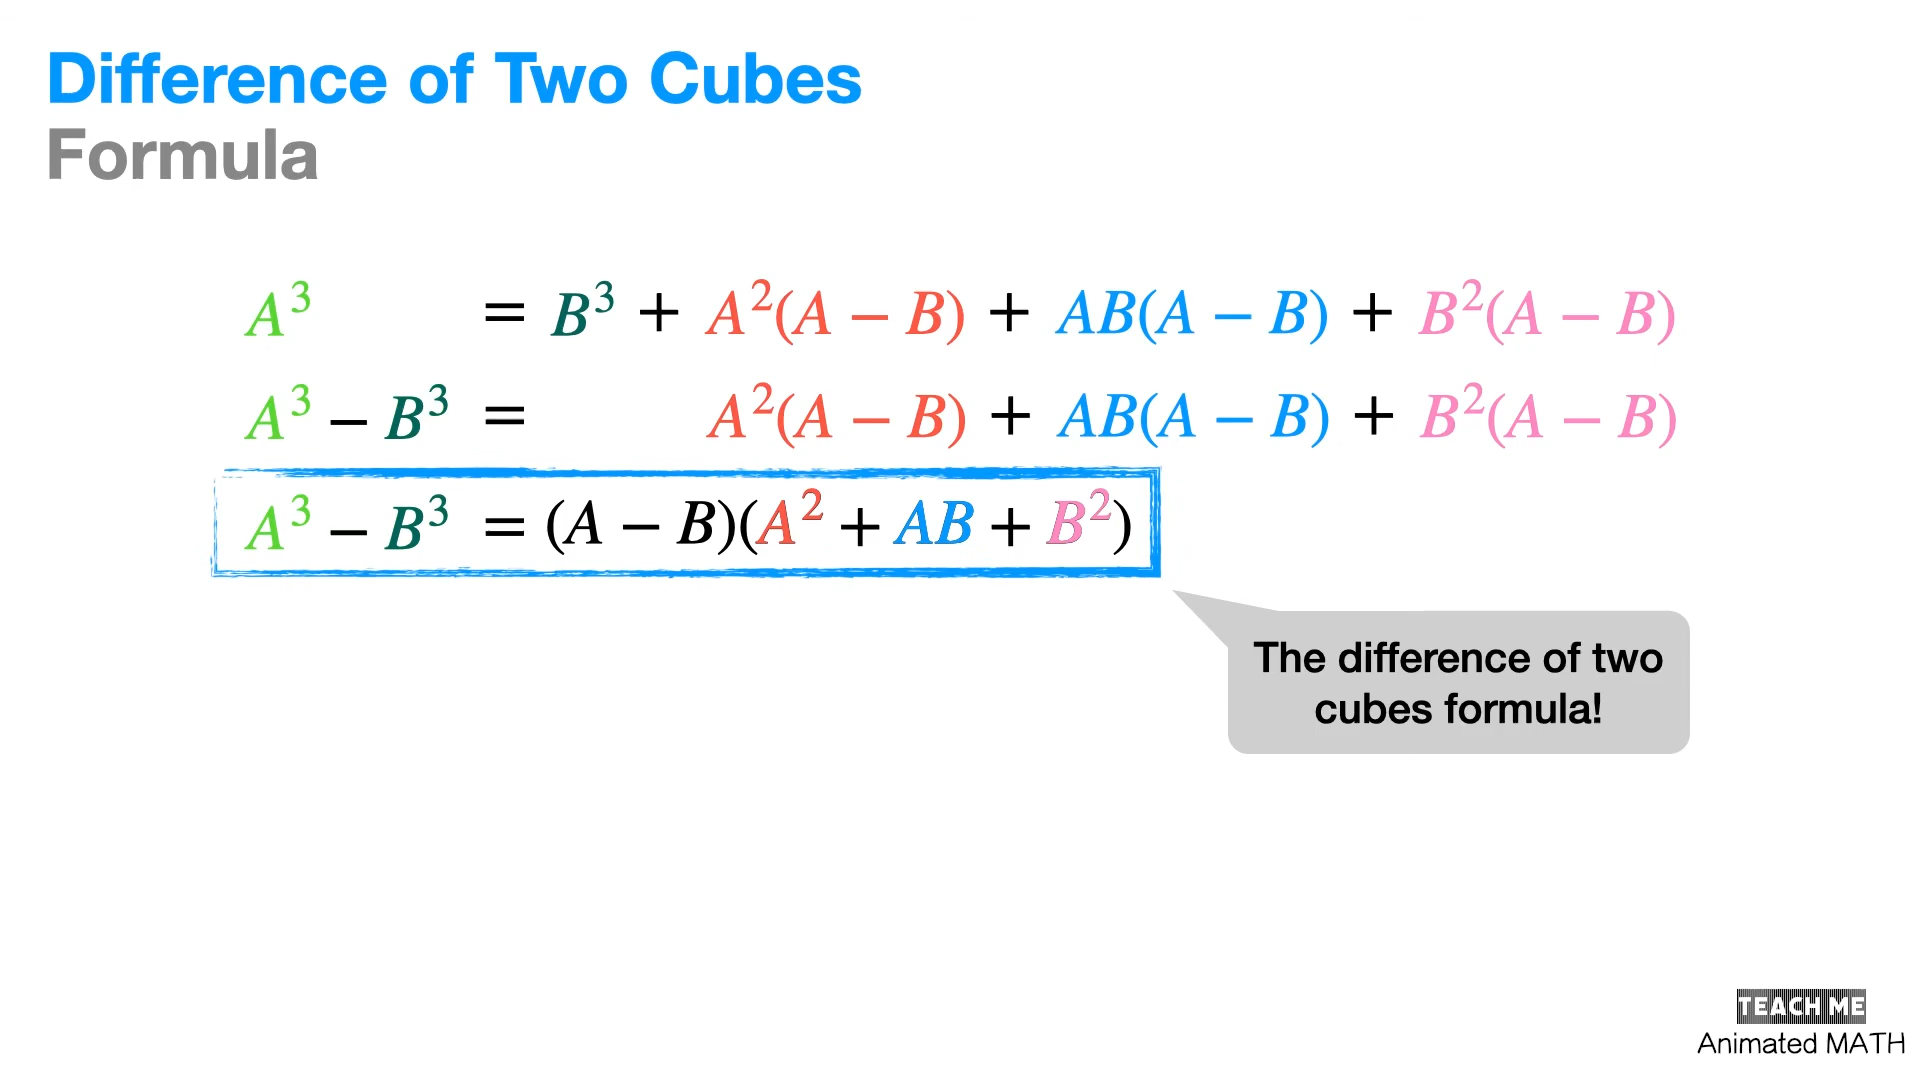 Difference of Two Cubes
Formula
A³ = B³ + A²(A − B) + AB(A − B) + B²(A − B)
A³ − B³ = A²(A − B) + AB(A − B) + B²(A − B)
A³ − B³ = (A − B)(A² + AB + B²)
The difference of two
cubes formula!
TEACH ME
Animated MATH